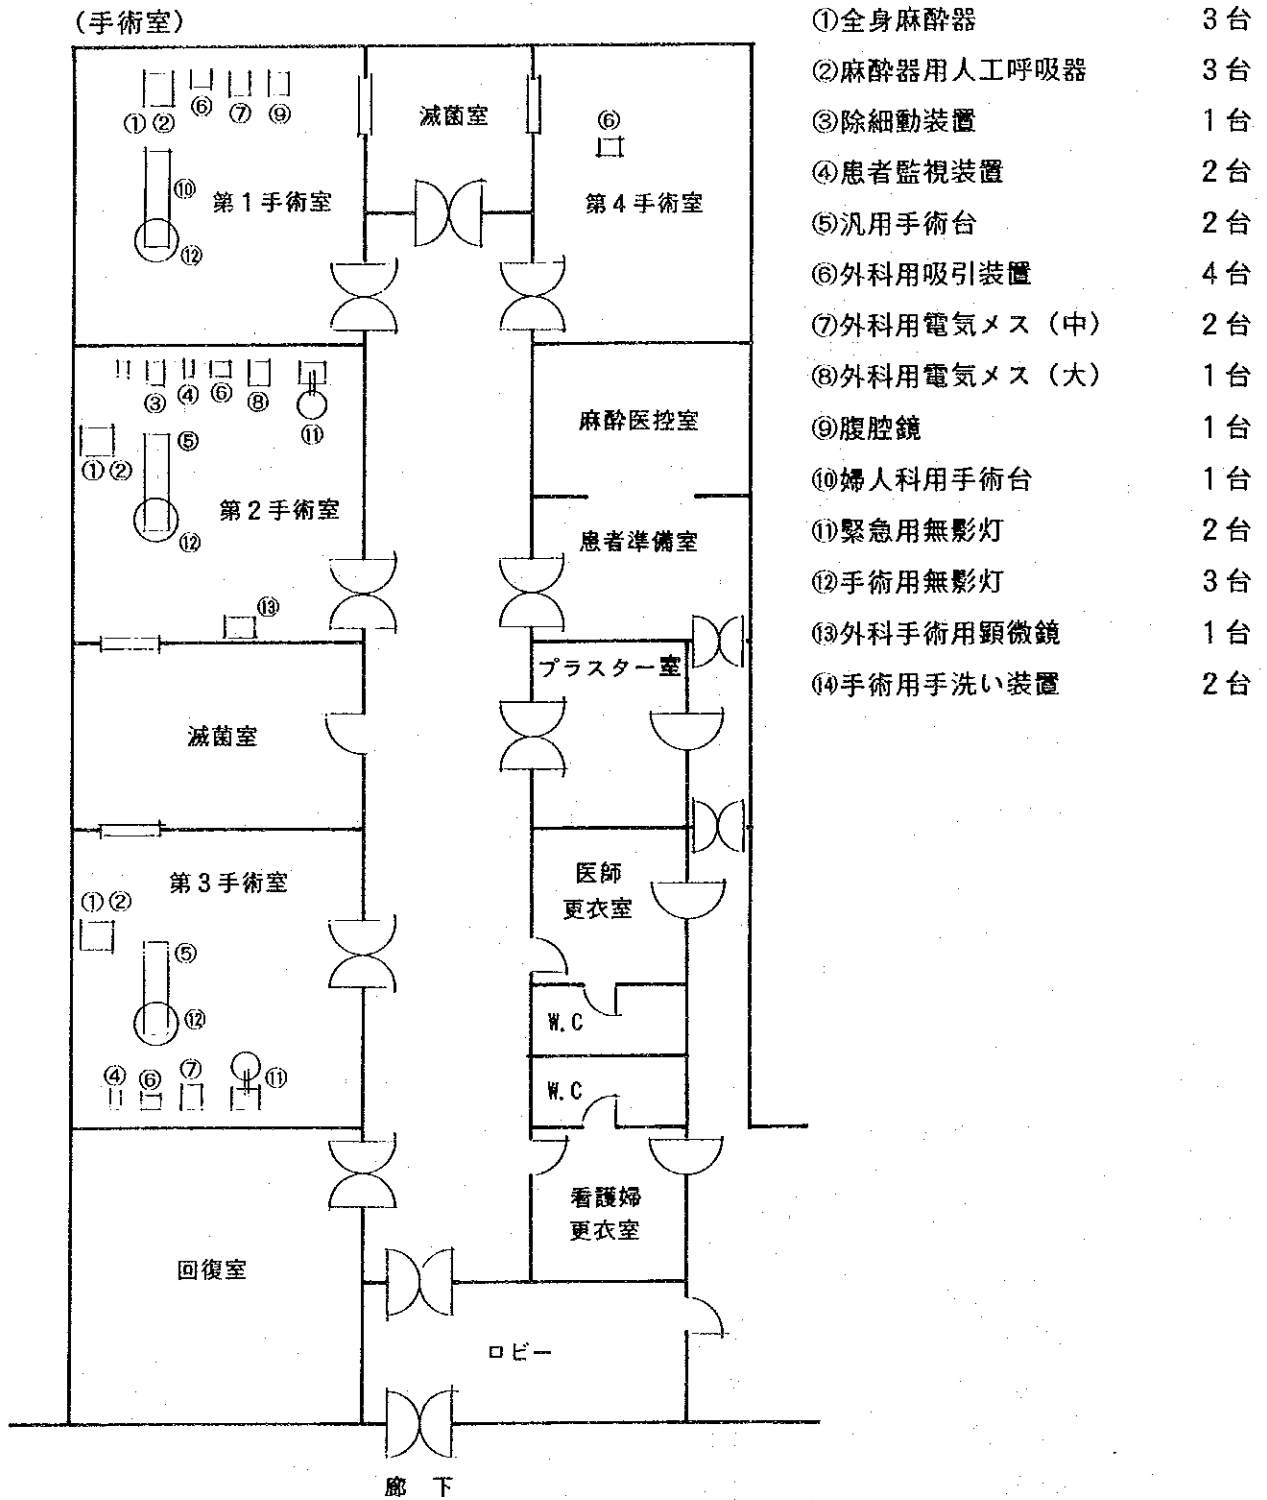 (手術室)
①② ⑥ ⑦ ⑨
滅菌室
⑥
⑩
第1手術室
第4手術室
⑫
③ ④ ⑥ ⑧ ⑪
①②
⑤
麻酔医控室
第2手術室
⑫
患者準備室
⑬
プラスター室
滅菌室
第3手術室
①②
⑤
⑫
④ ⑥ ⑦ ⑪
医師
更衣室
W.C
W.C
看護婦
更衣室
回復室
ロビー
廊 下
①全身麻酔器 3台
②麻酔器用人工呼吸器 3台
③除細動装置 1台
④患者監視装置 2台
⑤汎用手術台 2台
⑥外科用吸引装置 4台
⑦外科用電気メス(中) 2台
⑧外科用電気メス(大) 1台
⑨腹腔鏡 1台
⑩婦人科用手術台 1台
⑪緊急用無影灯 2台
⑫手術用無影灯 3台
⑬外科手術用顕微鏡 1台
⑭手術用手洗い装置 2台